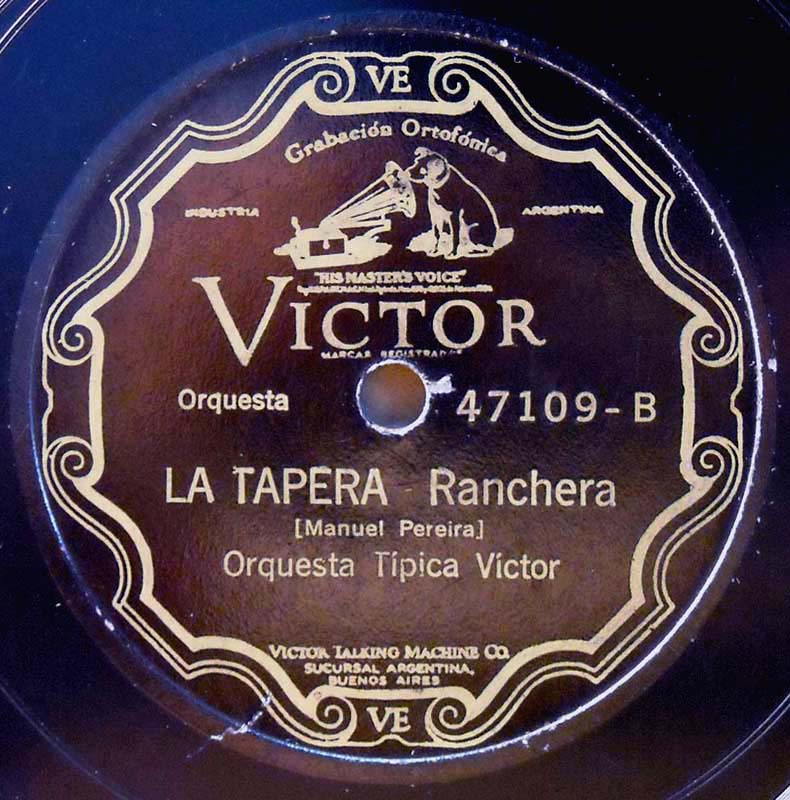 VE
Grabación Ortofónica
INDUSTRIA
ARGENTINA
"HIS MASTER'S VOICE"
VICTOR
MARCAS REGISTRADAS
Orquesta
47109-B
LA TAPERA - Ranchera
[Manuel Pereira]
Orquesta Típica Víctor
VICTOR TALKING MACHINE CO.
SUCURSAL ARGENTINA,
BUENOS AIRES
VE